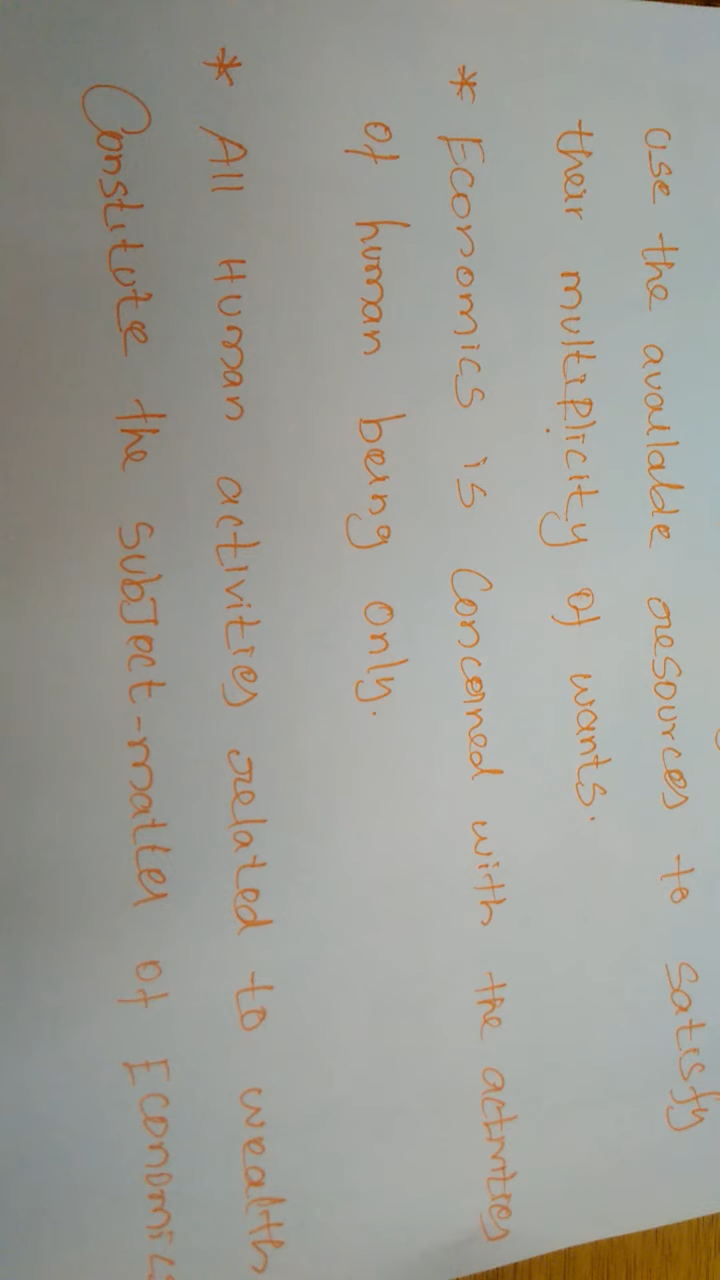 use the available resources to satisfy
their multiplicity of wants.
* Economics is concerned with the activities
of human being only.
* All Human activities related to wealth
Constitute the subject-matter of Economics